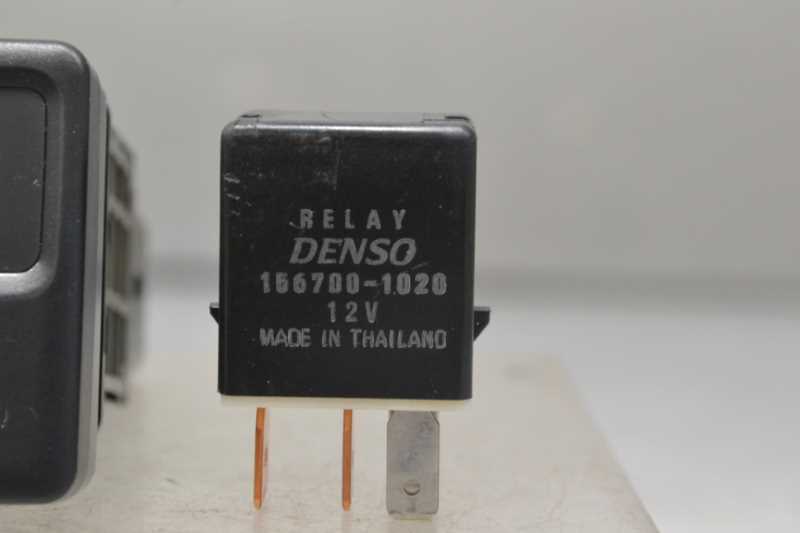 RELAY
DENSO
156700-1020
12V
MADE IN THAILAND